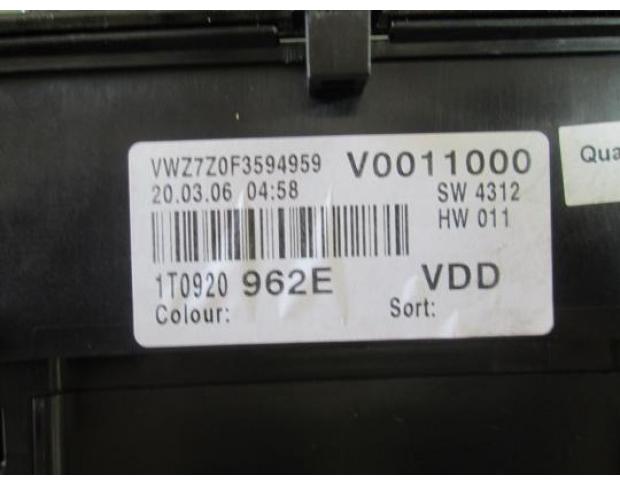 VWZ7Z0F3594959 V0011000
20.03.06 04:58 SW 4312
HW 011
1T0920 962E VDD
Colour: Sort:
Qua